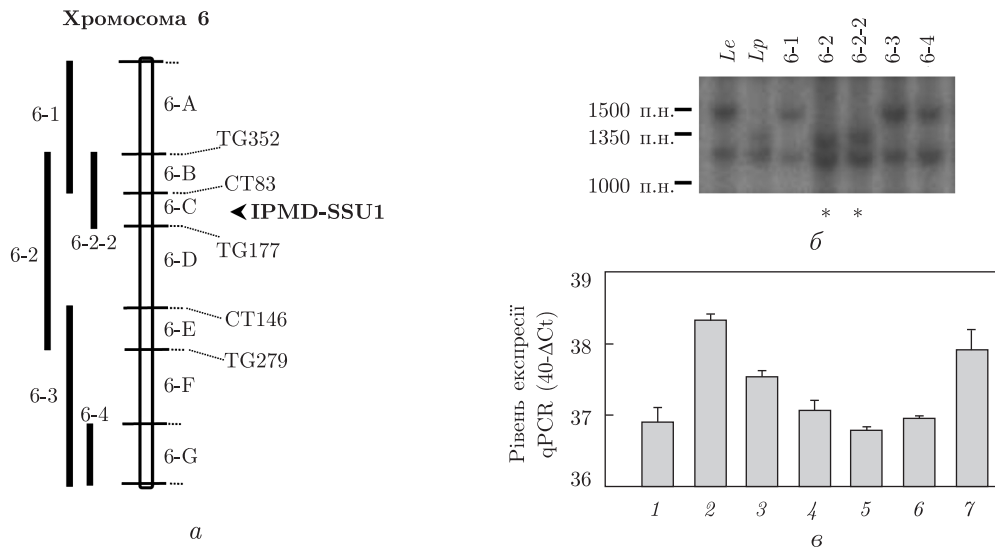 Хромосома 6
6-1
6-2
6-2-2
6-3
6-4
6-A
6-B
6-C
6-D
6-E
6-F
6-G
TG352
CT83
IPMD-SSU1
TG177
CT146
TG279
а
Le Lp 6-1 6-2 6-2-2 6-3 6-4
1500 п.н.
1350 п.н.
1000 п.н.
* *
б
Рівень експресії
qPCR (40-ΔCt)
39
38
37
36
1 2 3 4 5 6 7
в